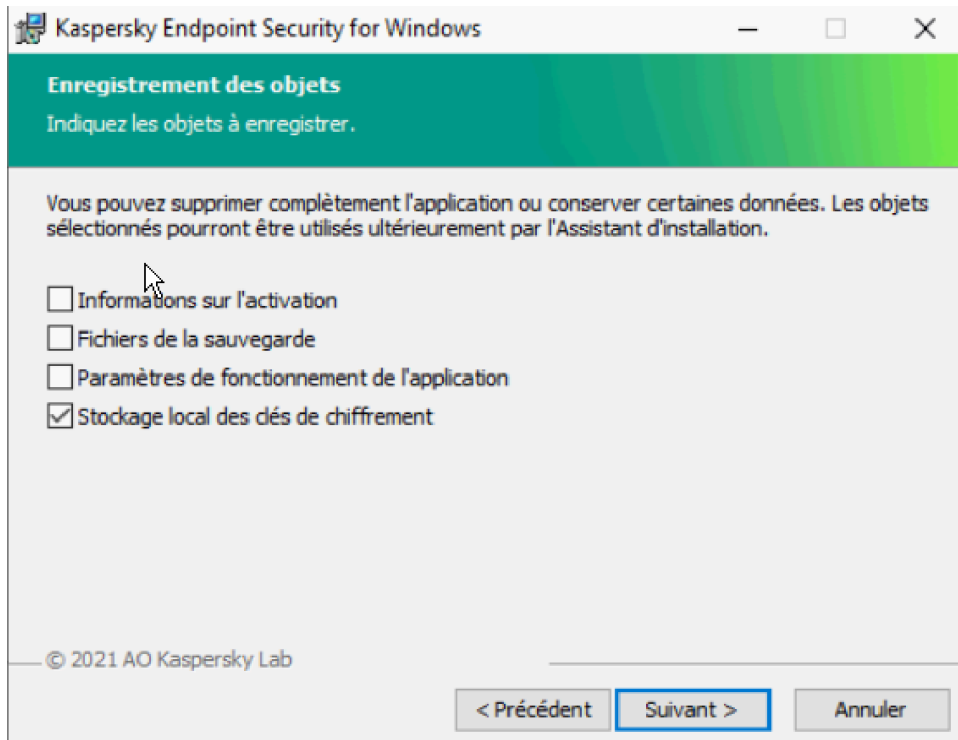 Kaspersky Endpoint Security for Windows
Enregistrement des objets
Indiquez les objets à enregistrer.
Vous pouvez supprimer complètement l'application ou conserver certaines données. Les objets
sélectionnés pourront être utilisés ultérieurement par l'Assistant d'installation.
Informations sur l'activation
Fichiers de la sauvegarde
Paramètres de fonctionnement de l'application
Stockage local des clés de chiffrement
© 2021 AO Kaspersky Lab
< Précédent
Suivant >
Annuler